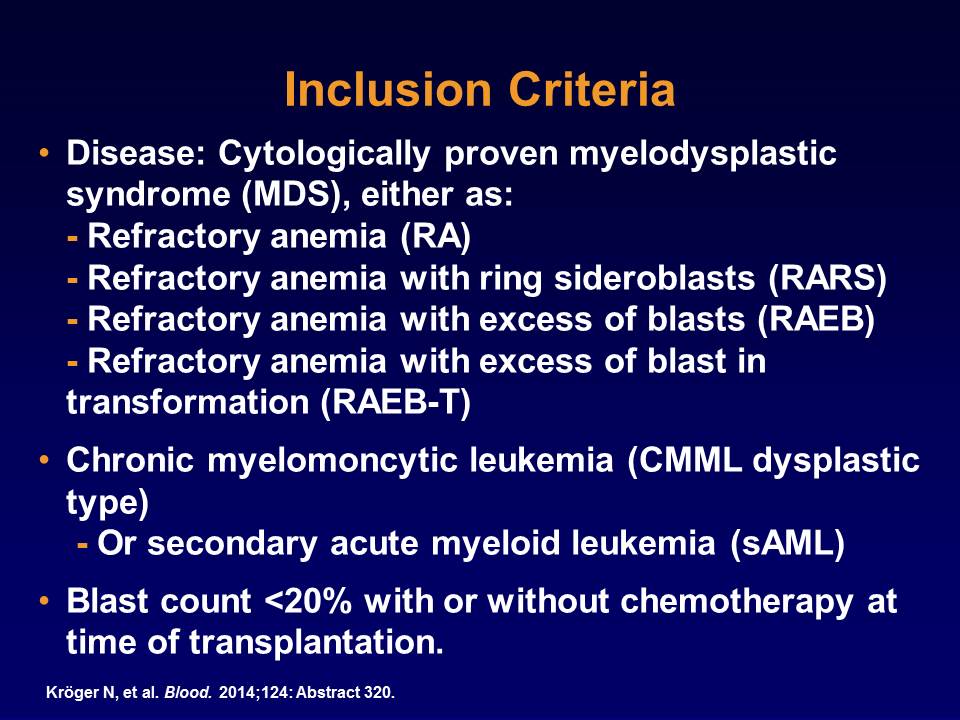 Inclusion Criteria
• Disease: Cytologically proven myelodysplastic
syndrome (MDS), either as:
- Refractory anemia (RA)
- Refractory anemia with ring sideroblasts (RARS)
- Refractory anemia with excess of blasts (RAEB)
- Refractory anemia with excess of blast in
transformation (RAEB-T)
• Chronic myelomoncytic leukemia (CMML dysplastic
type)
- Or secondary acute myeloid leukemia (sAML)
• Blast count <20% with or without chemotherapy at
time of transplantation.
Kröger N, et al. Blood. 2014;124: Abstract 320.